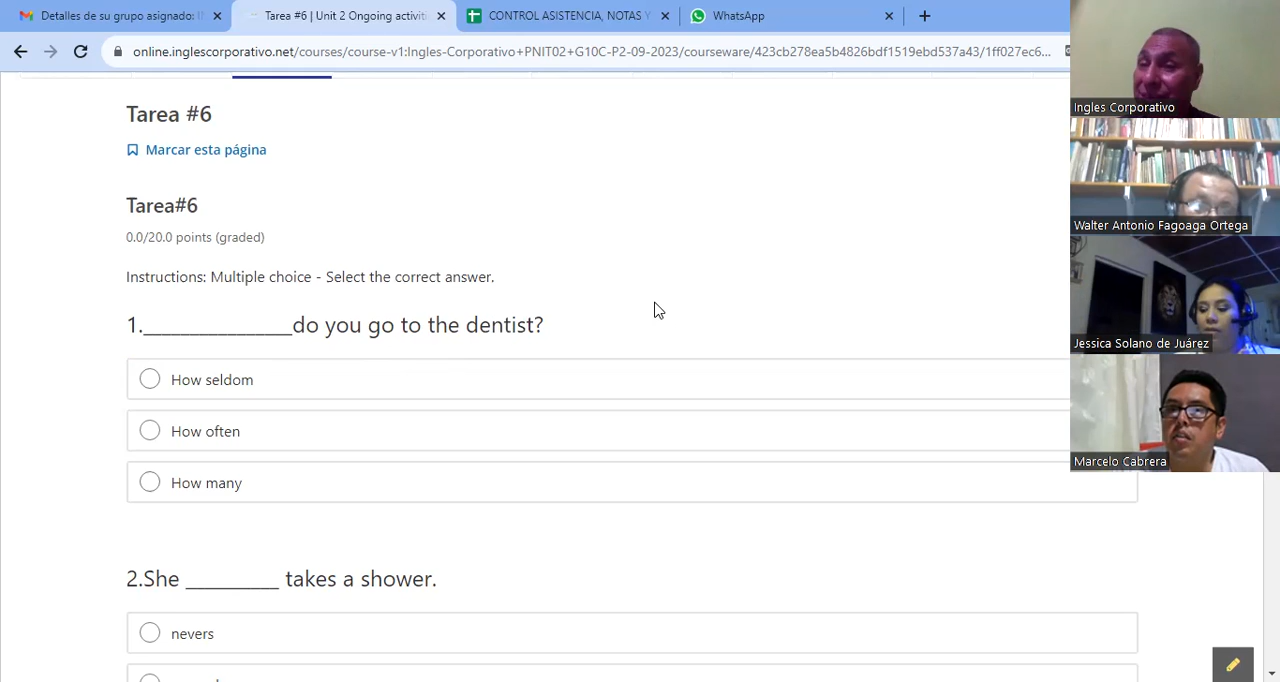 Detalles de su grupo asignado: I
Tarea #6 | Unit 2 Ongoing activiti
CONTROL ASISTENCIA, NOTAS Y
WhatsApp
online.inglescorporativo.net/courses/course-v1:Ingles-Corporativo+PNIT02+G10C-P2-09-2023/courseware/423cb278ea5b4826bdf1519ebd537a43/1ff027ec6...
Tarea #6
Marcar esta página
Tarea#6
0.0/20.0 points (graded)
Instructions: Multiple choice - Select the correct answer.
1.________________do you go to the dentist?
How seldom
How often
How many
2.She __________ takes a shower.
nevers
Ingles Corporativo
Walter Antonio Fagoaga Ortega
Jessica Solano de Juárez
Marcelo Cabrera